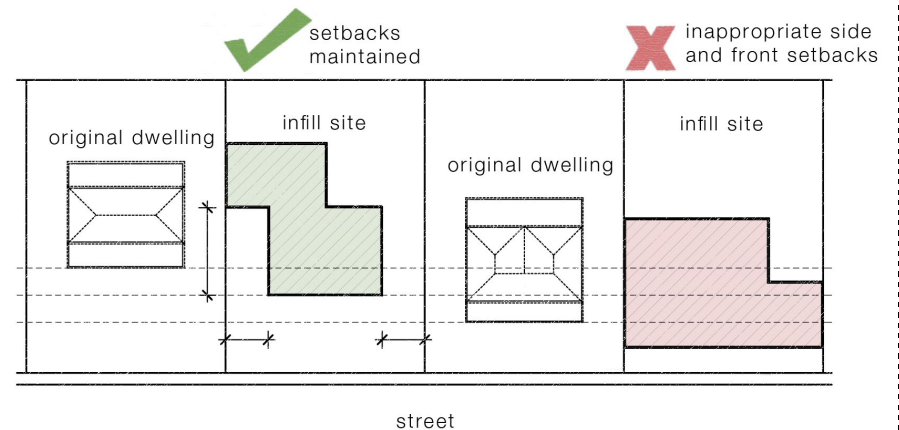 setbacks
maintained
inappropriate side
and front setbacks
original dwelling
infill site
original dwelling
infill site
street